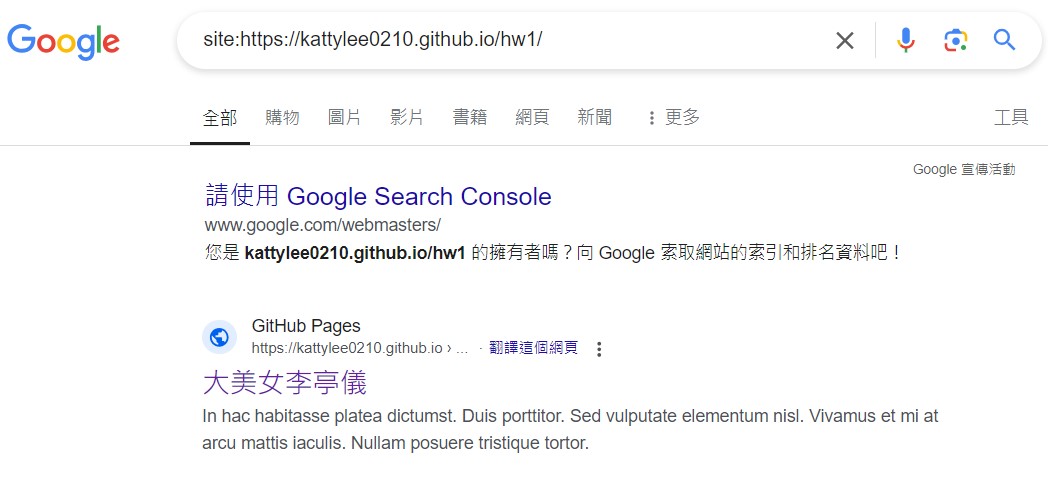 Google
site:https://kattylee0210.github.io/hw1/
全部 購物 圖片 影片 書籍 網頁 新聞 更多 工具
Google 宣傳活動
請使用 Google Search Console
www.google.com/webmasters/
您是 kattylee0210.github.io/hw1 的擁有者嗎？向 Google 索取網站的索引和排名資料吧！
GitHub Pages
https://kattylee0210.github.io › ... · 翻譯這個網頁
大美女李亭儀
In hac habitasse platea dictumst. Duis porttitor. Sed vulputate elementum nisl. Vivamus et mi at
arcu mattis iaculis. Nullam posuere tristique tortor.